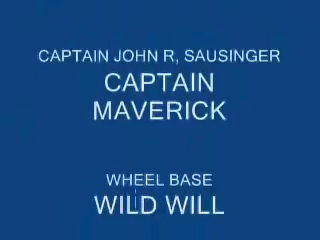 CAPTAIN JOHN R, SAUSINGER
CAPTAIN
MAVERICK
WHEEL BASE
WILD WILL